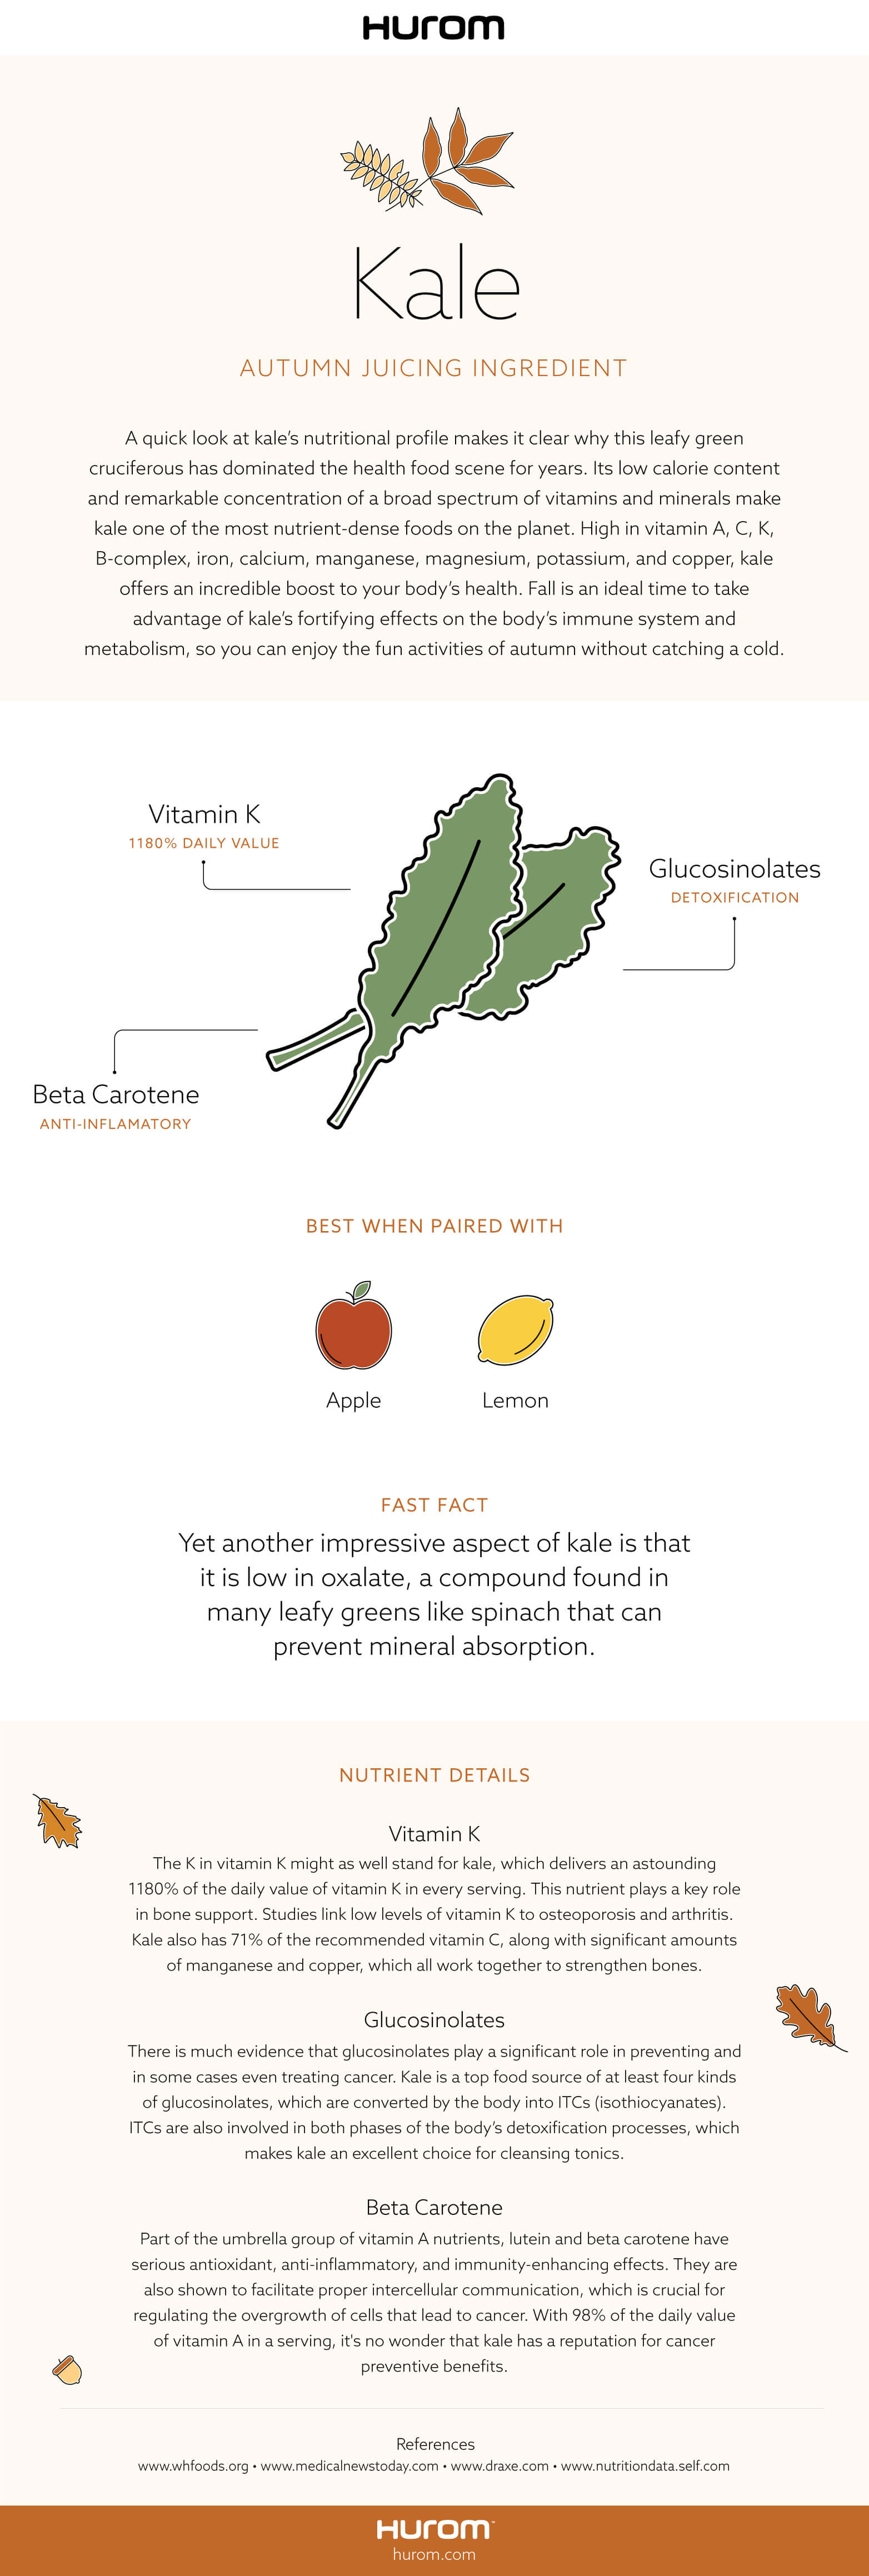 Hurom
Kale
AUTUMN JUICING INGREDIENT
A quick look at kale's nutritional profile makes it clear why this leafy green
cruciferous has dominated the health food scene for years. Its low calorie content
and remarkable concentration of a broad spectrum of vitamins and minerals make
kale one of the most nutrient-dense foods on the planet. High in vitamin A, C, K,
B-complex, iron, calcium, manganese, magnesium, potassium, and copper, kale
offers an incredible boost to your body's health. Fall is an ideal time to take
advantage of kale's fortifying effects on the body's immune system and
metabolism, so you can enjoy the fun activities of autumn without catching a cold.
Vitamin K
1180% DAILY VALUE
Glucosinolates
DETOXIFICATION
Beta Carotene
ANTI-INFLAMATORY
BEST WHEN PAIRED WITH
Apple
Lemon
FAST FACT
Yet another impressive aspect of kale is that
it is low in oxalate, a compound found in
many leafy greens like spinach that can
prevent mineral absorption.
NUTRIENT DETAILS
Vitamin K
The K in vitamin K might as well stand for kale, which delivers an astounding
1180% of the daily value of vitamin K in every serving. This nutrient plays a key role
in bone support. Studies link low levels of vitamin K to osteoporosis and arthritis.
Kale also has 71% of the recommended vitamin C, along with significant amounts
of manganese and copper, which all work together to strengthen bones.
Glucosinolates
There is much evidence that glucosinolates play a significant role in preventing and
in some cases even treating cancer. Kale is a top food source of at least four kinds
of glucosinolates, which are converted by the body into ITCs (isothiocyanates).
ITCs are also involved in both phases of the body's detoxification processes, which
makes kale an excellent choice for cleansing tonics.
Beta Carotene
Part of the umbrella group of vitamin A nutrients, lutein and beta carotene have
serious antioxidant, anti-inflammatory, and immunity-enhancing effects. They are
also shown to facilitate proper intercellular communication, which is crucial for
regulating the overgrowth of cells that lead to cancer. With 98% of the daily value
of vitamin A in a serving, it's no wonder that kale has a reputation for cancer
preventive benefits.
References
www.whfoods.org • www.medicalnewstoday.com • www.draxe.com • www.nutritiondata.self.com
Hurom™
hurom.com